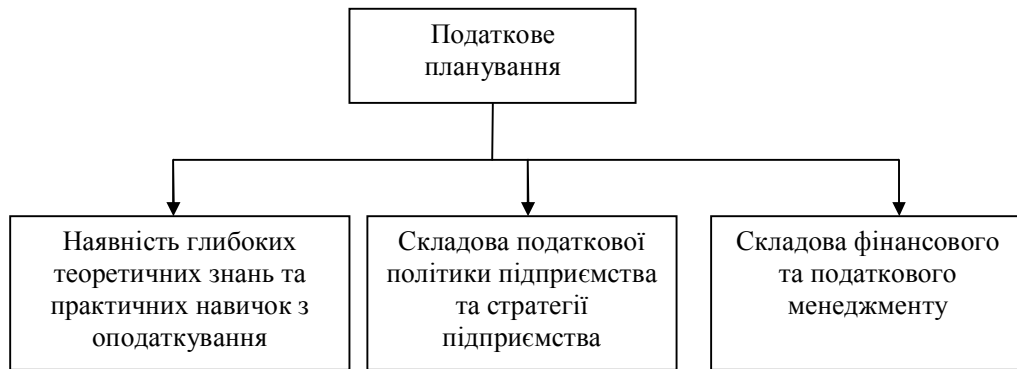 Податкове
планування
Наявність глибоких
теоретичних знань та
практичних навичок з
оподаткування
Складова податкової
політики підприємства
та стратегії
підприємства
Складова фінансового
та податкового
менеджменту